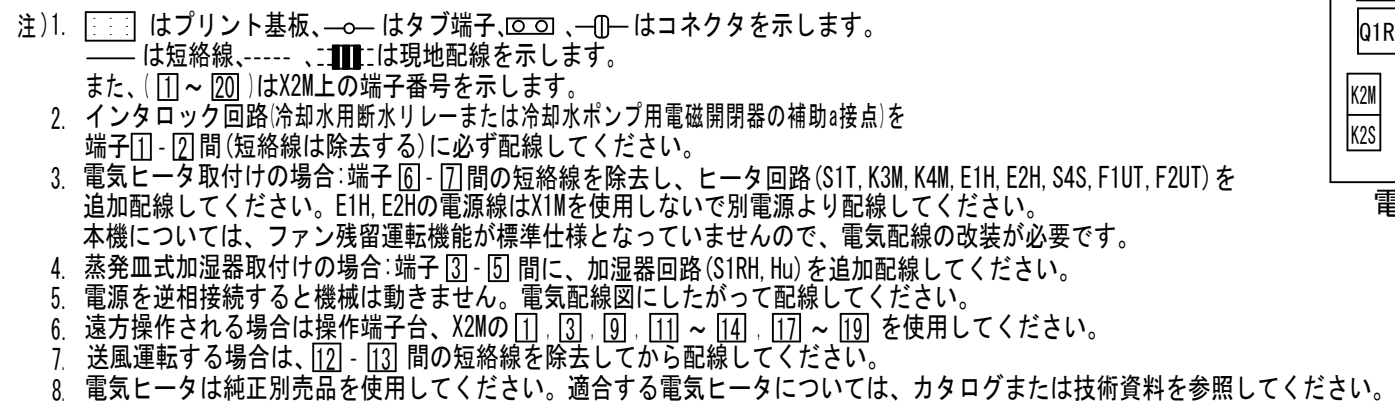 注)1. はプリント基板、 はタブ端子、 、 はコネクタを示します。
は短絡線、----- 、 は現地配線を示します。
また、( 1 ~ 20 )はX2M上の端子番号を示します。
2. インタロック回路(冷却水用断水リレーまたは冷却水ポンプ用電磁開閉器の補助a接点)を
端子1 - 2 間(短絡線は除去する)に必ず配線してください。
3. 電気ヒータ取付けの場合:端子 6 - 7 間の短絡線を除去し、ヒータ回路(S1T, K3M, K4M, E1H, E2H, S4S, F1UT, F2UT)を
追加配線してください。E1H, E2Hの電源線はX1Mを使用しないで別電源より配線してください。
本機については、ファン残留運転機能が標準仕様となっていませんので、電気配線の改装が必要です。
4. 蒸発皿式加湿器取付けの場合:端子 3 - 5 間に、加湿器回路(S1RH, Hu)を追加配線してください。
5. 電源を逆相接続すると機械は動きません。電気配線図にしたがって配線してください。
6. 遠方操作される場合は操作端子台、X2Mの 1 , 3 , 9 , 11 ~ 14 , 17 ~ 19 を使用してください。
7. 送風運転する場合は、12 - 13 間の短絡線を除去してから配線してください。
8. 電気ヒータは純正別売品を使用してください。適合する電気ヒータについては、カタログまたは技術資料を参照してください。
Q1R
K2M
K2S
電